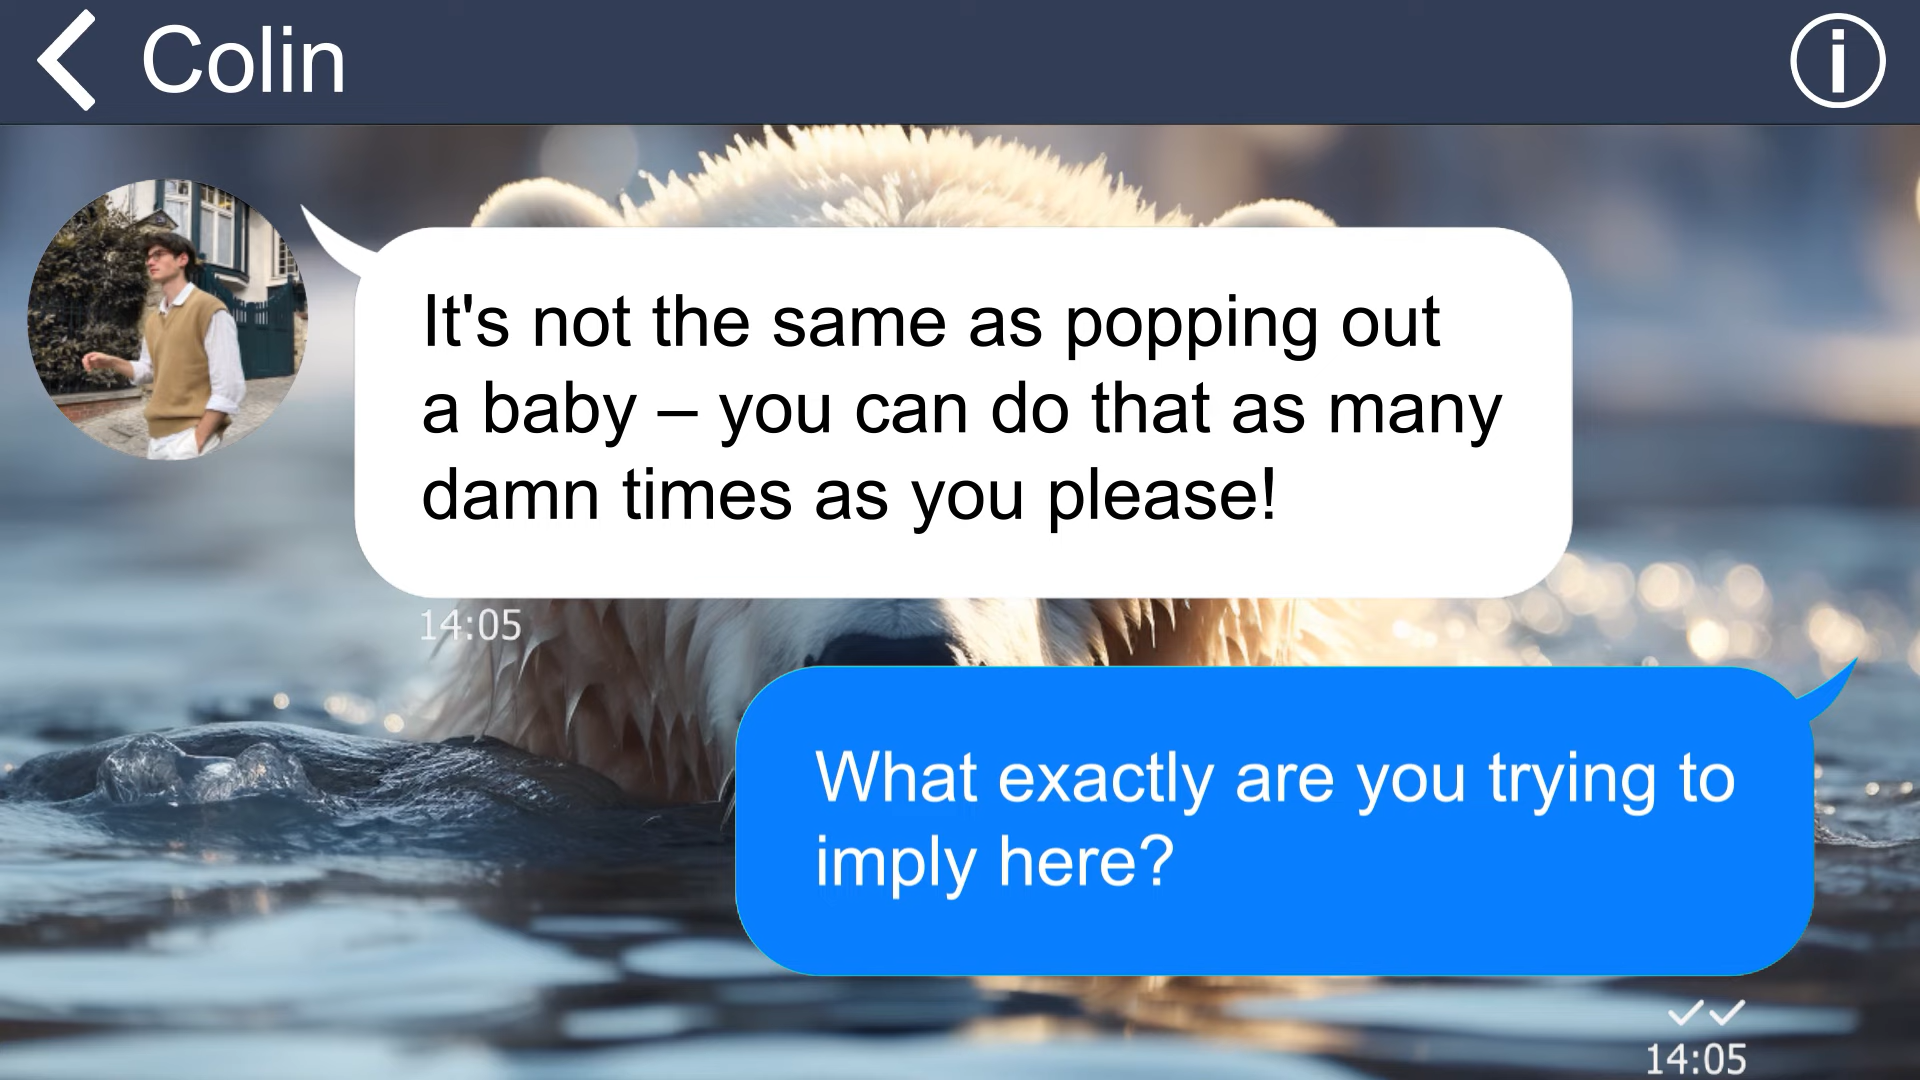 Colin
It's not the same as popping out
a baby – you can do that as many
damn times as you please!
14:05
What exactly are you trying to
imply here?
14:05